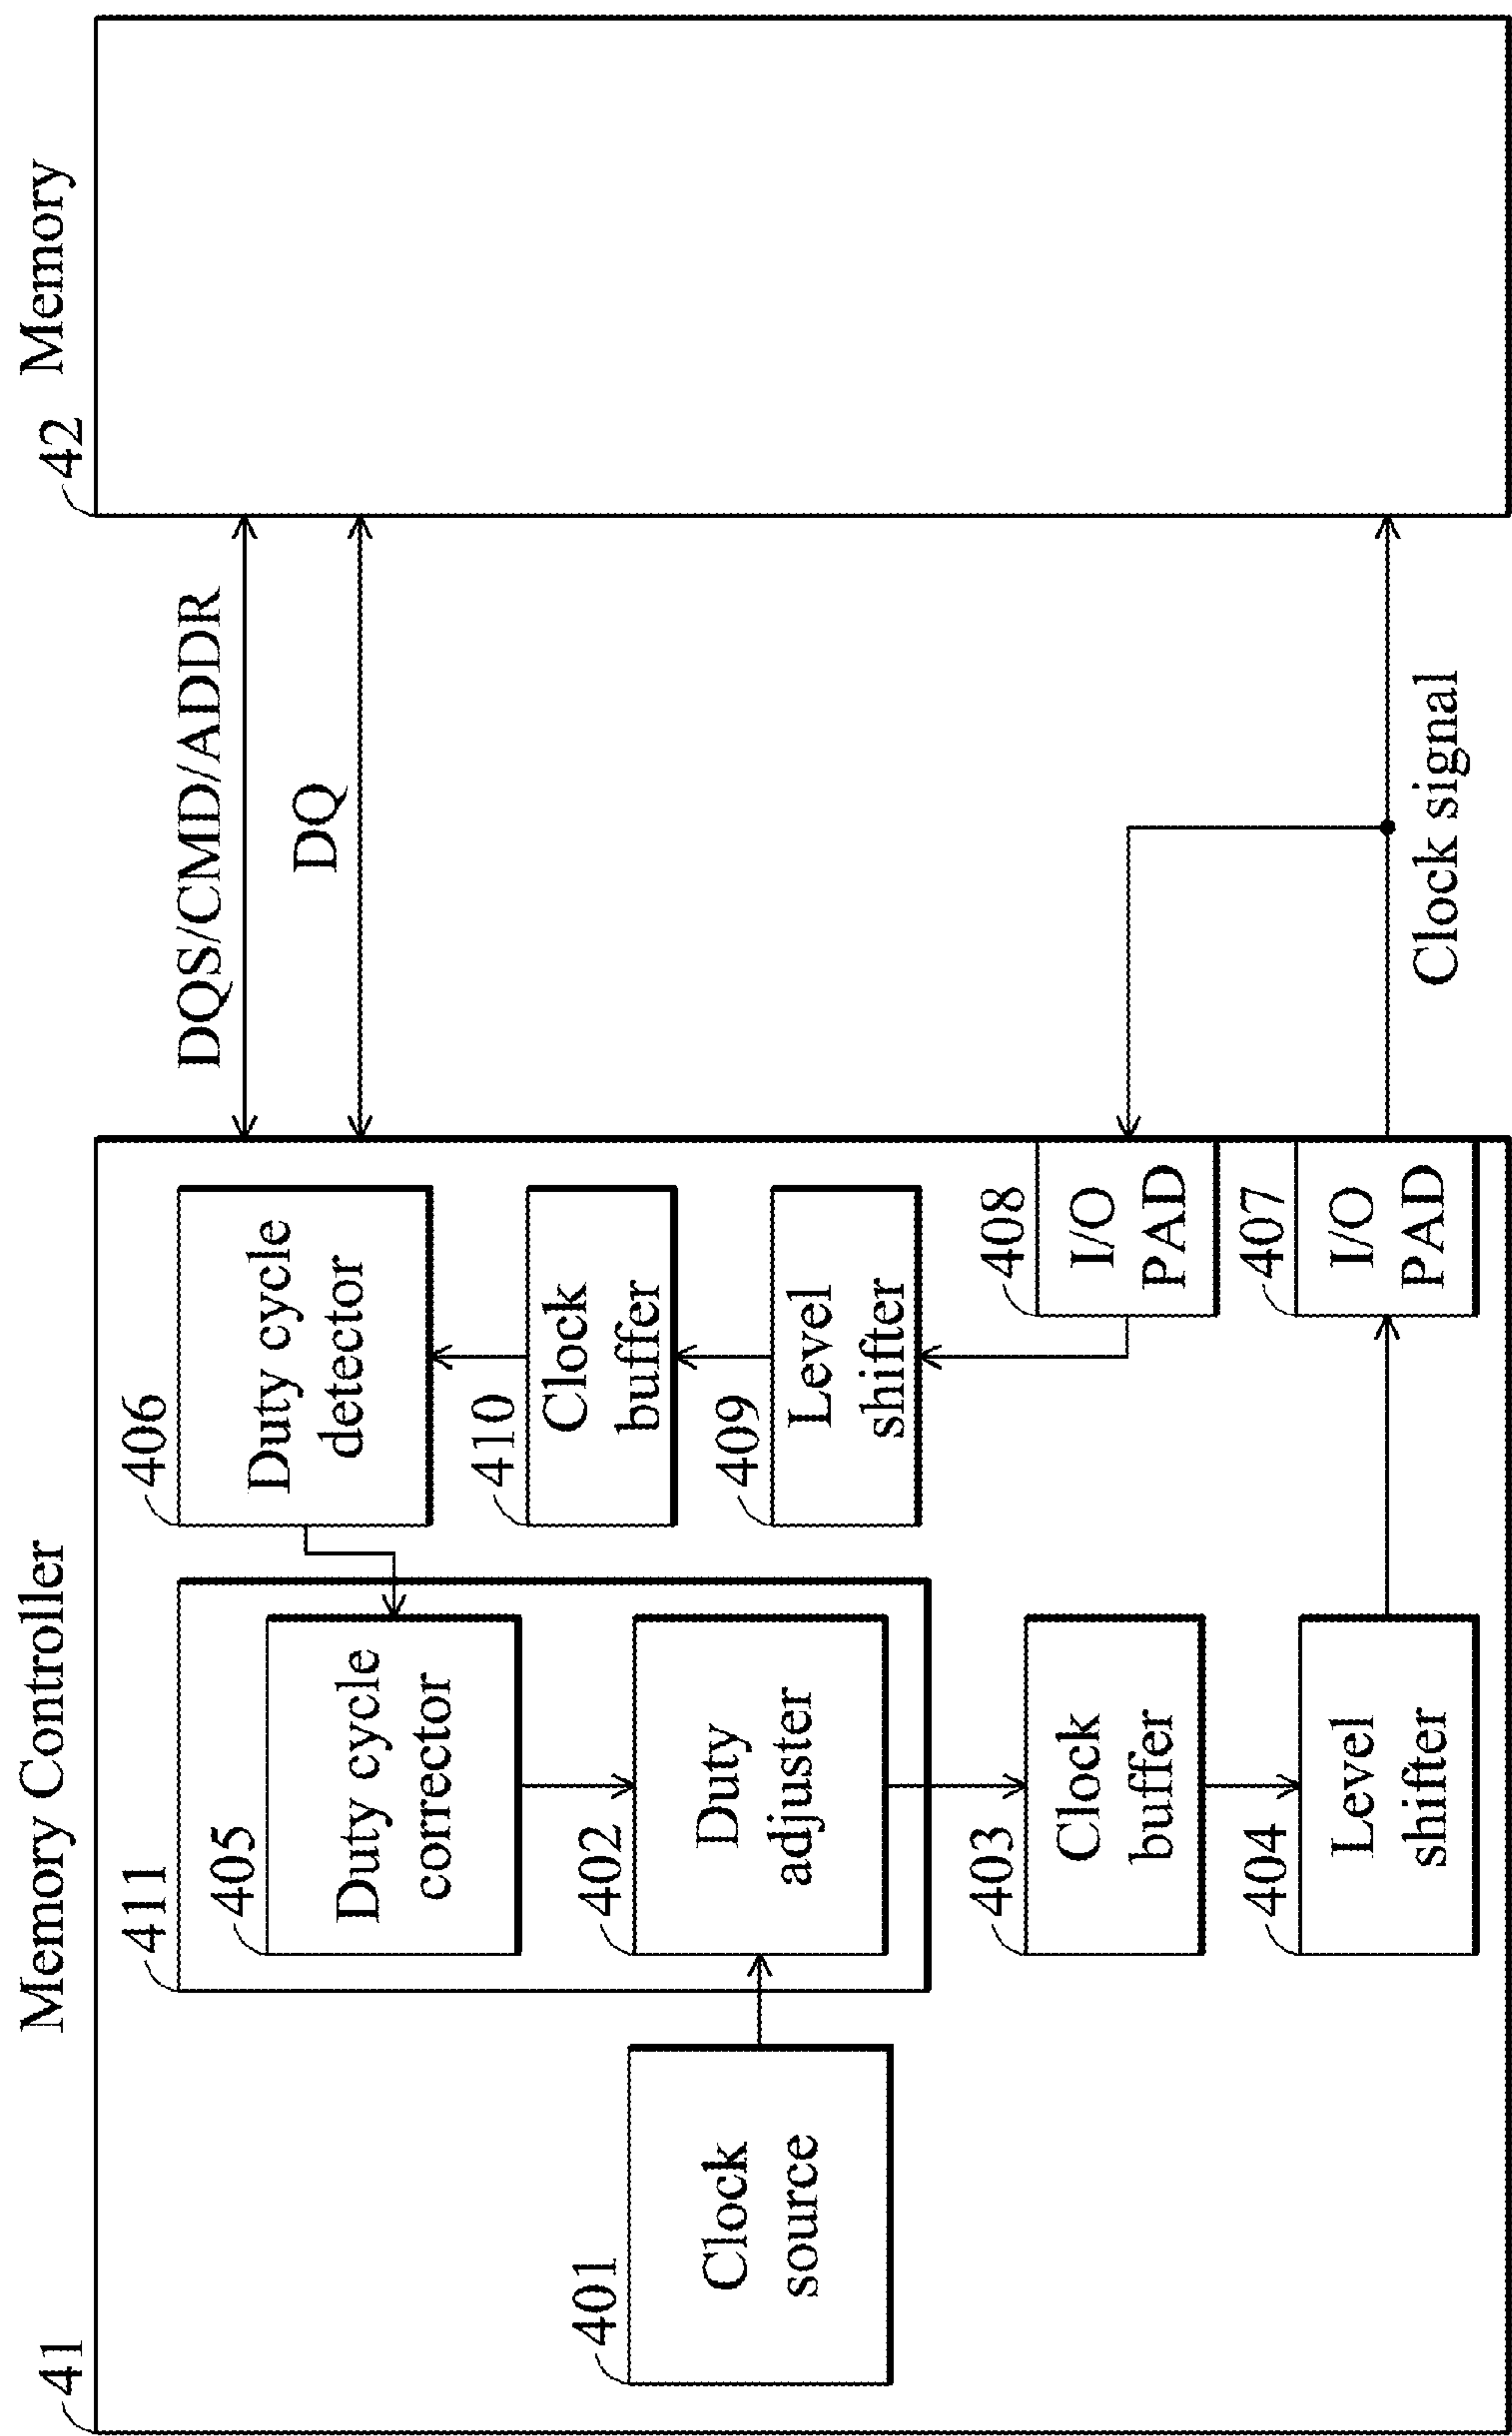 Memory Controller
41
411
405
Duty cycle
corrector
406
Duty cycle
detector
401
Clock
source
402
Duty
adjuster
410
Clock
buffer
409
Level
shifter
403
Clock
buffer
408
I/O
PAD
404
Level
shifter
407
I/O
PAD
DQS/CMD/ADDR
DQ
Clock signal
42
Memory